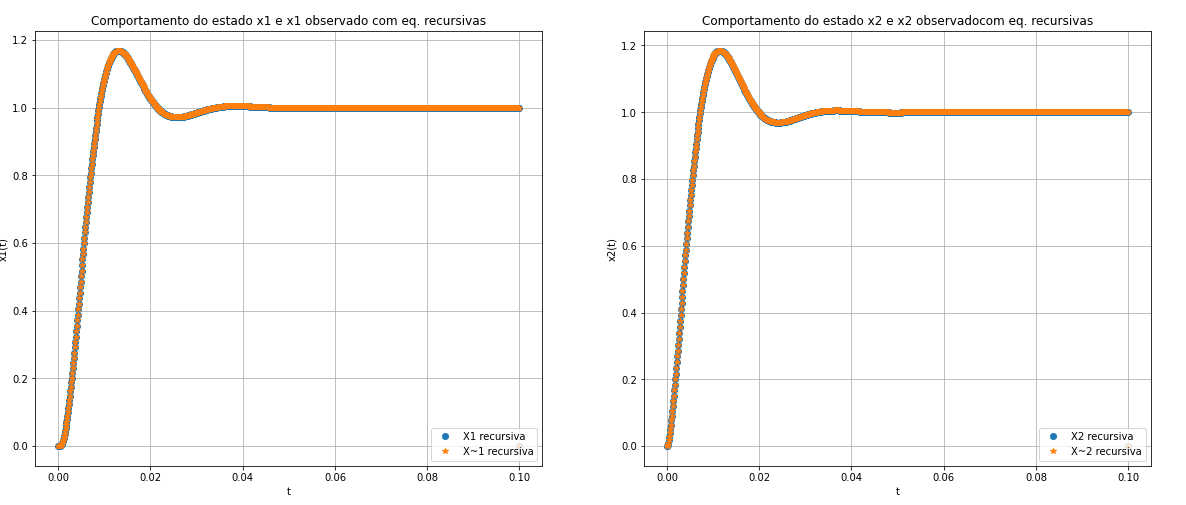 Comportamento do estado x1 e x1 observado com eq. recursivas
1.2
1.0
0.8
0.6
0.4
0.2
0.0
x1(t)
0.00 0.02 0.04 0.06 0.08 0.10
t
X1 recursiva
X~1 recursiva
Comportamento do estado x2 e x2 observadocom eq. recursivas
1.2
1.0
0.8
0.6
0.4
0.2
0.0
x2(t)
0.00 0.02 0.04 0.06 0.08 0.10
t
X2 recursiva
X~2 recursiva